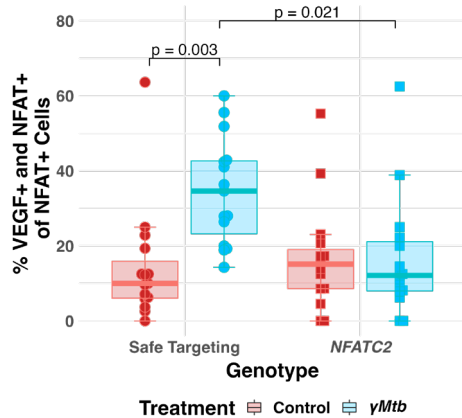 80
p = 0.021
p = 0.003
60
40
20
0
% VEGF+ and NFAT+
of NFAT+ Cells
Safe Targeting
NFATC2
Genotype
Treatment Control γMtb